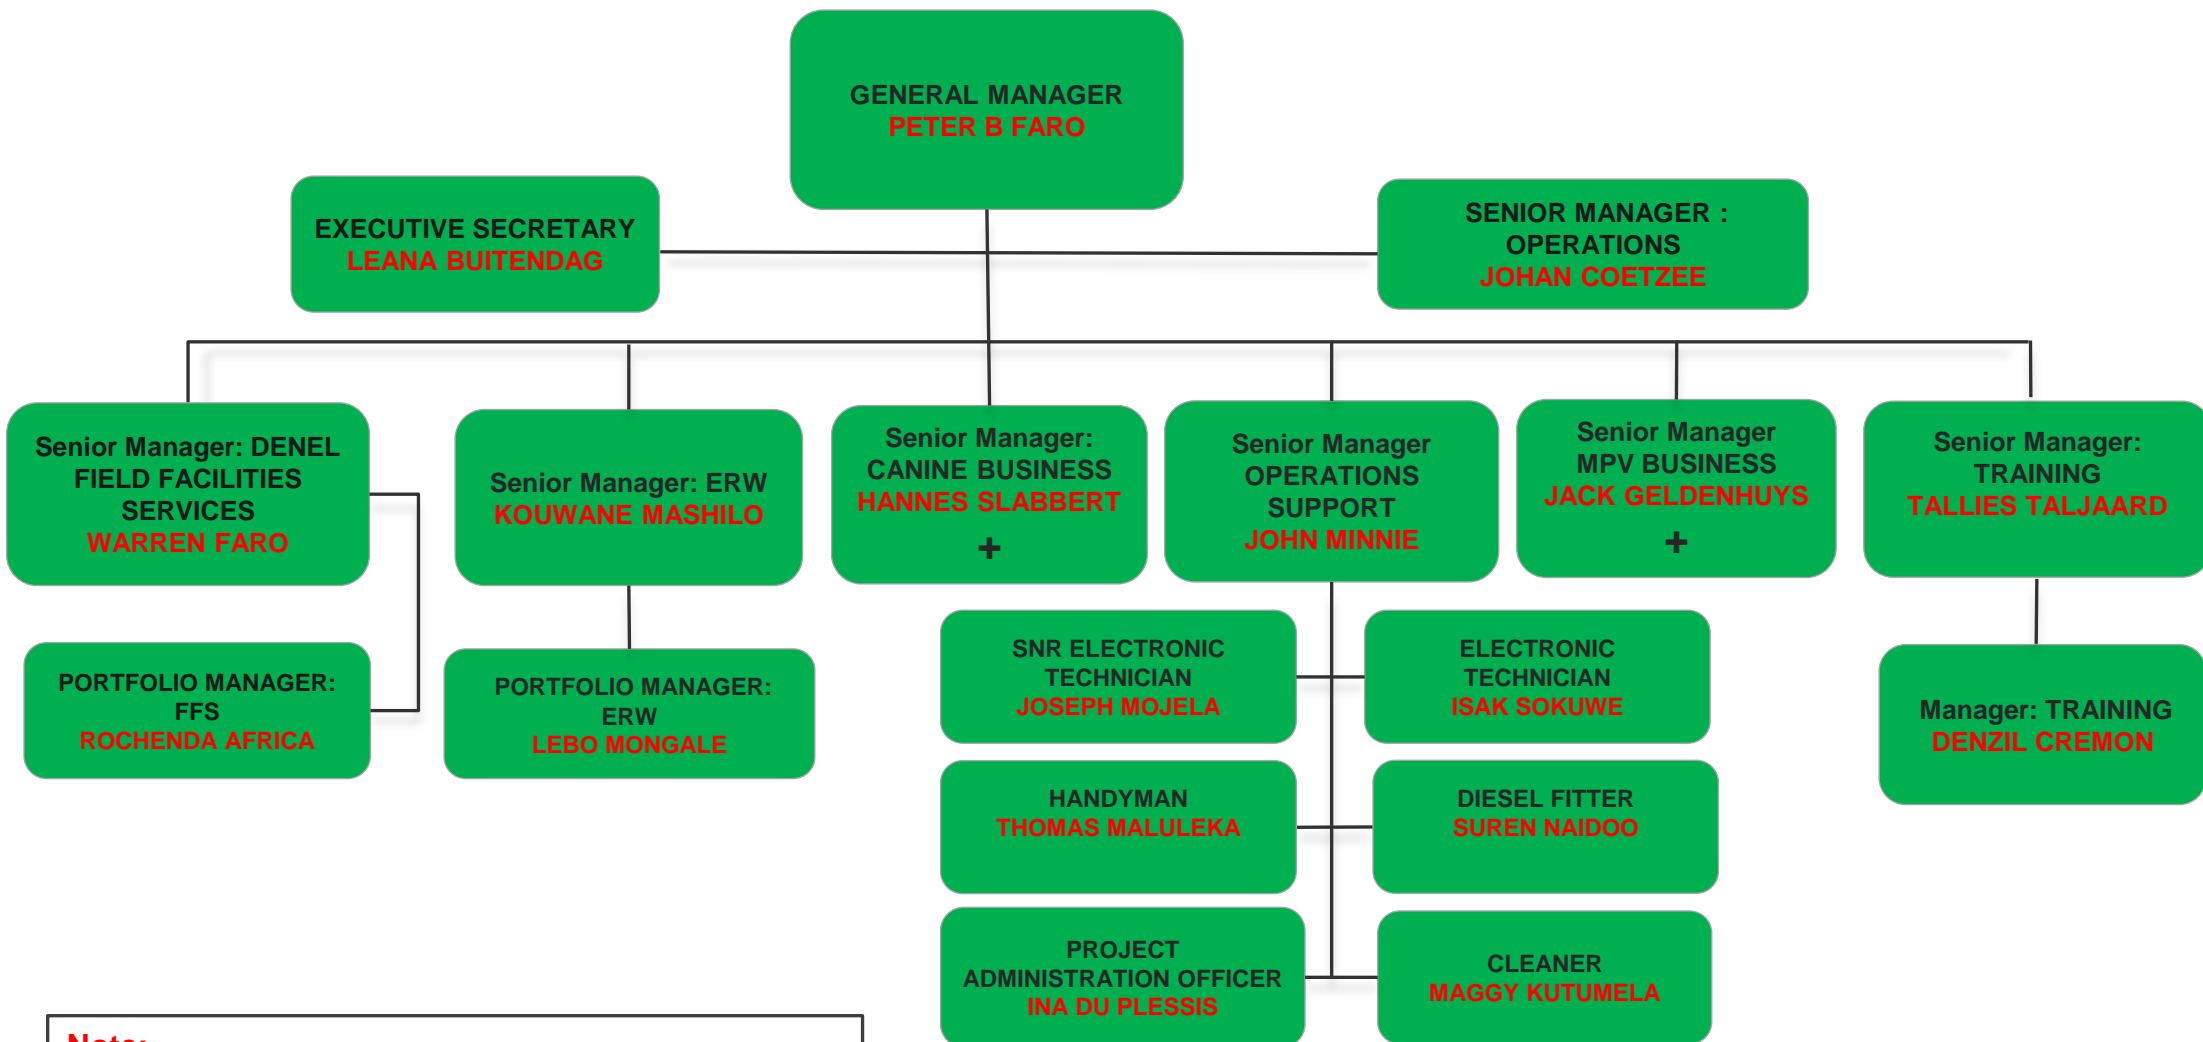 GENERAL MANAGER
PETER B FARO
EXECUTIVE SECRETARY
LEANA BUITENDAG
SENIOR MANAGER :
OPERATIONS
JOHAN COETZEE
Senior Manager: DENEL
FIELD FACILITIES
SERVICES
WARREN FARO
Senior Manager: ERW
KOUWANE MASHILO
Senior Manager:
CANINE BUSINESS
HANNES SLABBERT
+
Senior Manager
OPERATIONS
SUPPORT
JOHN MINNIE
Senior Manager
MPV BUSINESS
JACK GELDENHUYS
+
Senior Manager:
TRAINING
TALLIES TALJAARD
PORTFOLIO MANAGER:
FFS
ROCHENDA AFRICA
PORTFOLIO MANAGER:
ERW
LEBO MONGALE
SNR ELECTRONIC
TECHNICIAN
JOSEPH MOJELA
ELECTRONIC
TECHNICIAN
ISAK SOKUWE
Manager: TRAINING
DENZIL CREMON
HANDYMAN
THOMAS MALULEKA
DIESEL FITTER
SUREN NAIDOO
PROJECT
ADMINISTRATION OFFICER
INA DU PLESSIS
CLEANER
MAGGY KUTUMELA
Note: